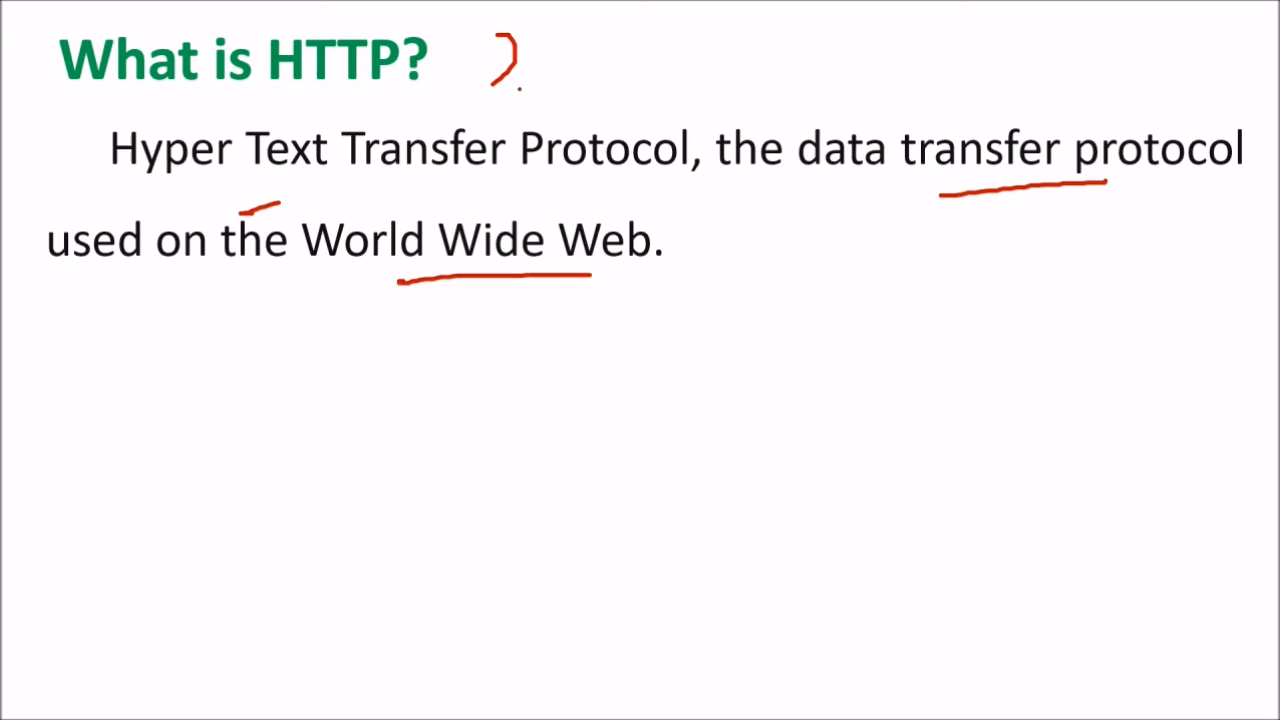 What is HTTP?
Hyper Text Transfer Protocol, the data transfer protocol
used on the World Wide Web.